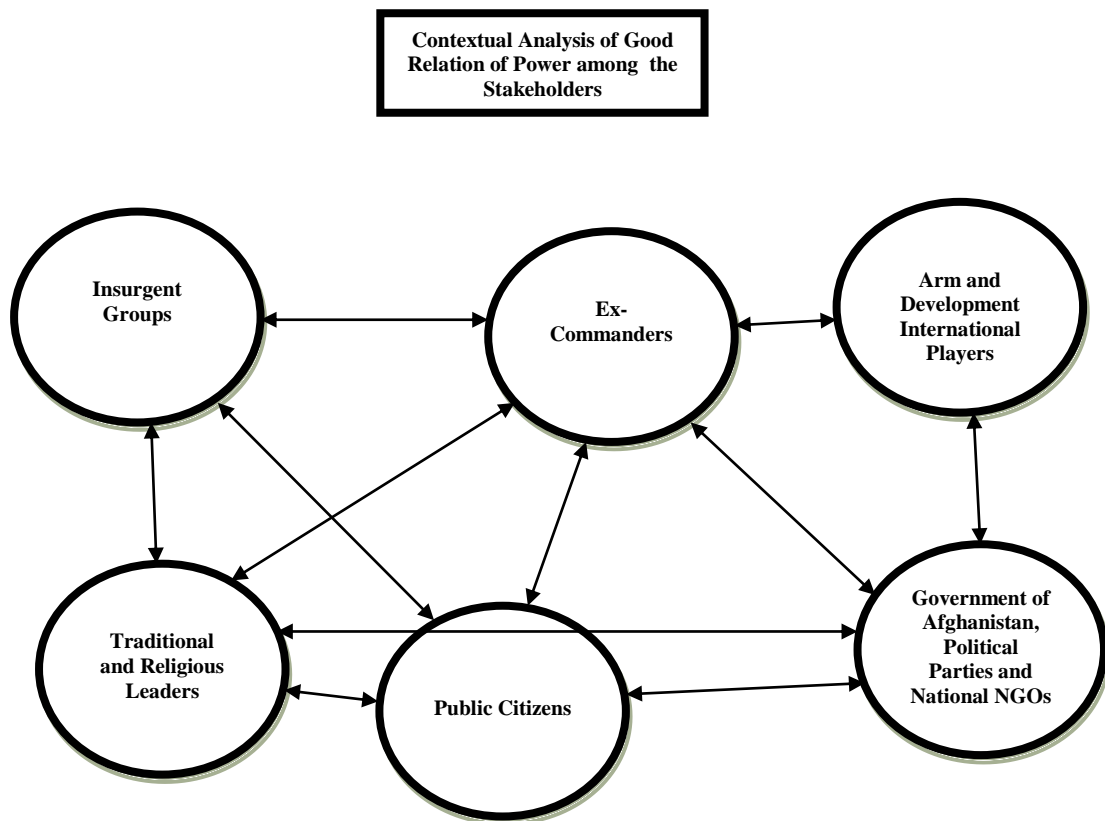 Contextual Analysis of Good
Relation of Power among the
Stakeholders
Insurgent
Groups
Ex-
Commanders
Arm and
Development
International
Players
Traditional
and Religious
Leaders
Public Citizens
Government of
Afghanistan,
Political
Parties and
National NGOs